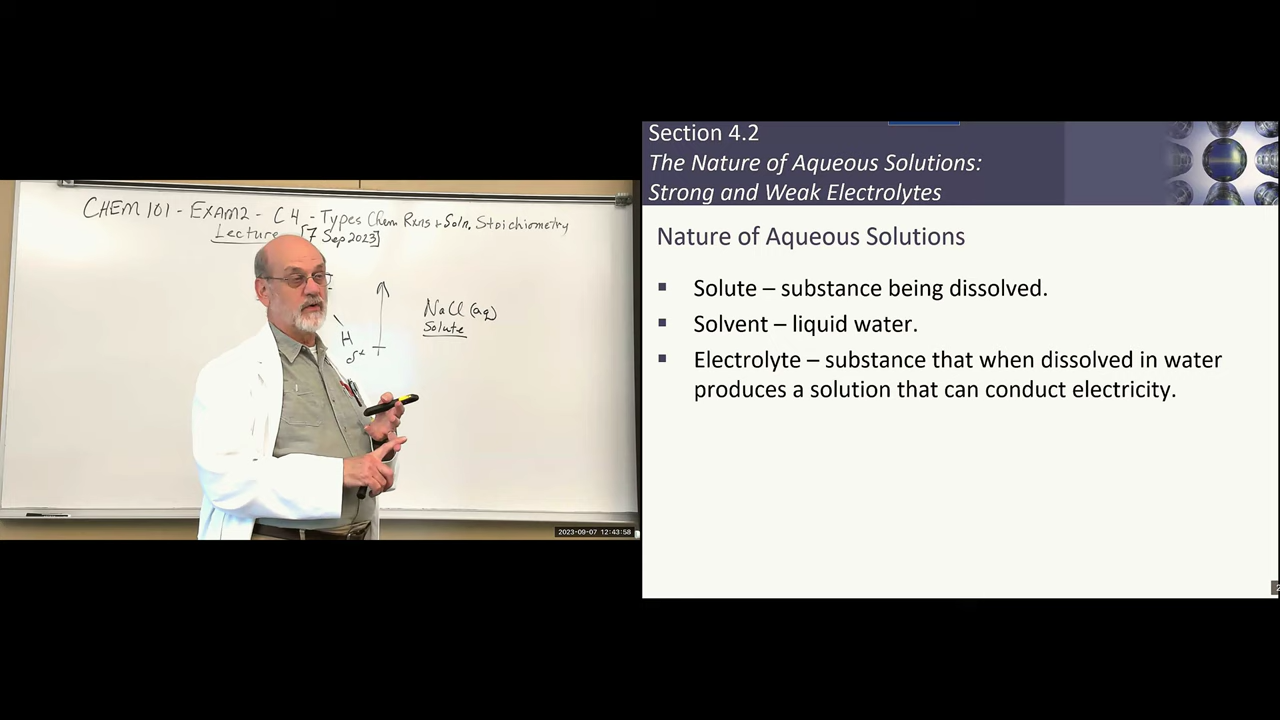 CHEM 101 - EXAM2 - C 4 - Types Chem Rxns + Soln. Stoichiometry
Lecture [7 Sep 2023]
H
δ+
NaCl (aq)
Solute
2023-09-07 12:43:58
Section 4.2
The Nature of Aqueous Solutions:
Strong and Weak Electrolytes
Nature of Aqueous Solutions
▪ Solute – substance being dissolved.
▪ Solvent – liquid water.
▪ Electrolyte – substance that when dissolved in water
produces a solution that can conduct electricity.